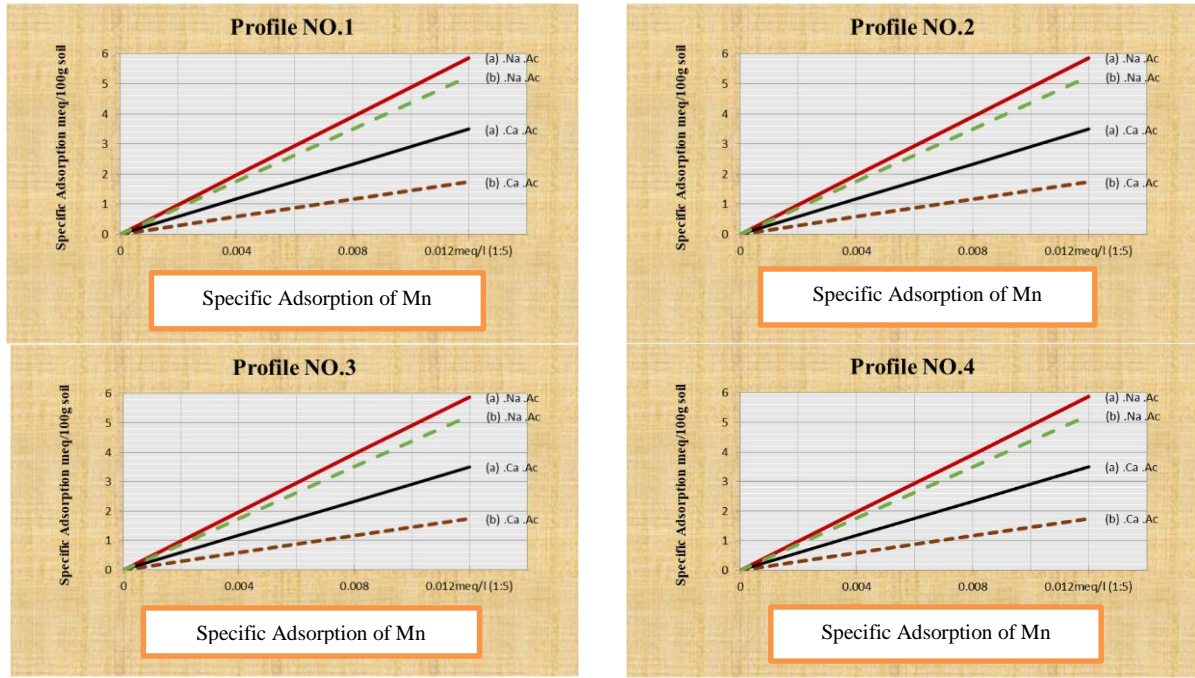 Profile NO.1
Specific Adsorption meq/100g soil
6
5
4
3
2
1
0
(a) .Na .Ac
(b) .Na .Ac
(a) .Ca .Ac
(b) .Ca .Ac
0 0.004 0.008 0.012meq/l (1:5)
Specific Adsorption of Mn
Profile NO.2
Specific Adsorption meq/100g soil
6
5
4
3
2
1
0
(a) .Na .Ac
(b) .Na .Ac
(a) .Ca .Ac
(b) .Ca .Ac
0 0.004 0.008 0.012meq/l (1:5)
Specific Adsorption of Mn
Profile NO.3
Specific Adsorption meq/100g soil
6
5
4
3
2
1
0
(a) .Na .Ac
(b) .Na .Ac
(a) .Ca .Ac
(b) .Ca .Ac
0 0.004 0.008 0.012meq/l (1:5)
Specific Adsorption of Mn
Profile NO.4
Specific Adsorption meq/100g soil
6
5
4
3
2
1
0
(a) .Na .Ac
(b) .Na .Ac
(a) .Ca .Ac
(b) .Ca .Ac
0 0.004 0.008 0.012meq/l (1:5)
Specific Adsorption of Mn